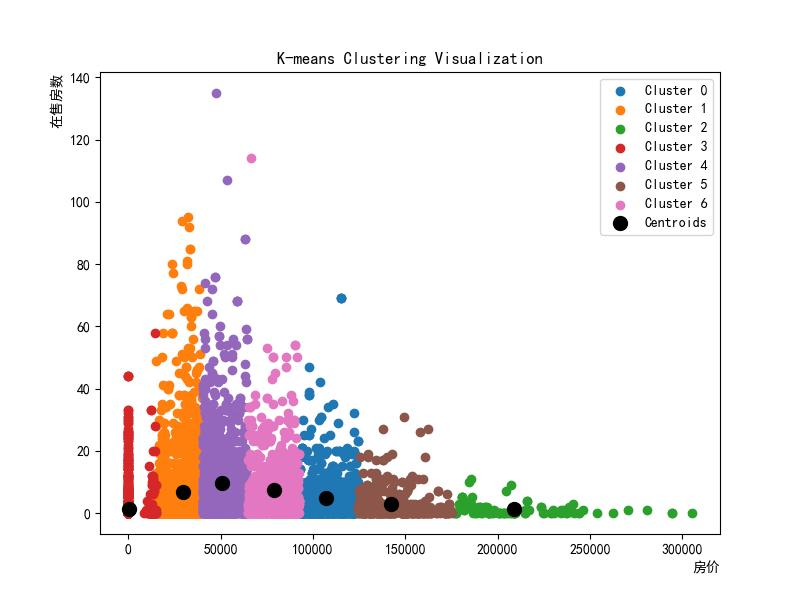 K-means Clustering Visualization
在售房数
140
120
100
80
60
40
20
0
0
50000
100000
150000
200000
250000
300000
房价
Cluster 0
Cluster 1
Cluster 2
Cluster 3
Cluster 4
Cluster 5
Cluster 6
Centroids